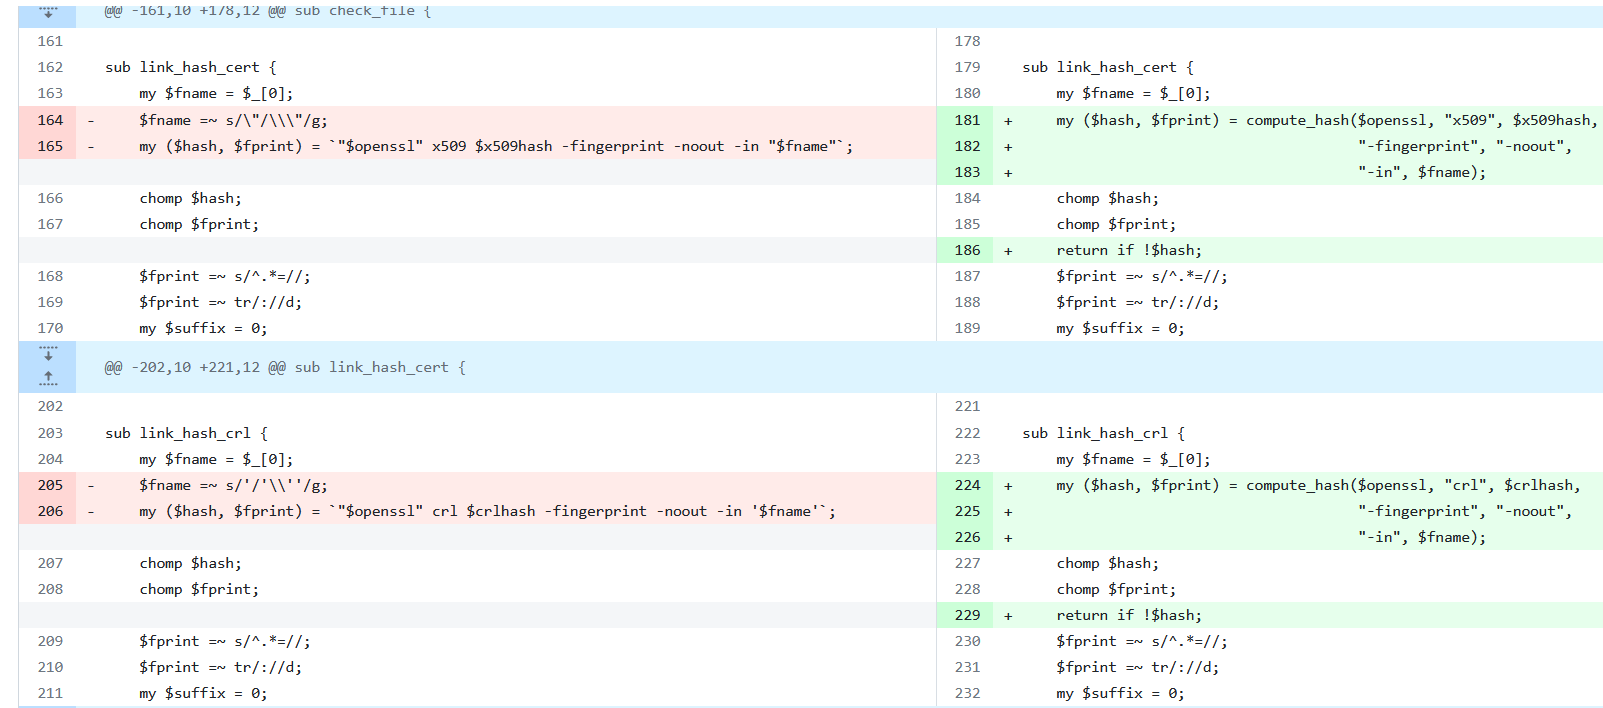 @@ -161,10 +178,12 @@ sub check_file {
161 178
162 sub link_hash_cert { 179 sub link_hash_cert {
163 my $fname = $_[0]; 180 my $fname = $_[0];
164 - $fname =~ s/\"/\\\"/g; 181 + my ($hash, $fprint) = compute_hash($openssl, "x509", $x509hash,
165 - my ($hash, $fprint) = `"$openssl" x509 $x509hash -fingerprint -noout -in "$fname"`; 182 + "-fingerprint", "-noout",
183 + "-in", $fname);
166 chomp $hash; 184 chomp $hash;
167 chomp $fprint; 185 chomp $fprint;
186 + return if !$hash;
168 $fprint =~ s/^.*=//; 187 $fprint =~ s/^.*=//;
169 $fprint =~ tr/://d; 188 $fprint =~ tr/://d;
170 my $suffix = 0; 189 my $suffix = 0;
@@ -202,10 +221,12 @@ sub link_hash_cert {
202 221
203 sub link_hash_crl { 222 sub link_hash_crl {
204 my $fname = $_[0]; 223 my $fname = $_[0];
205 - $fname =~ s/'/'\\''/g; 224 + my ($hash, $fprint) = compute_hash($openssl, "crl", $crlhash,
206 - my ($hash, $fprint) = `"$openssl" crl $crlhash -fingerprint -noout -in '$fname'`; 225 + "-fingerprint", "-noout",
226 + "-in", $fname);
207 chomp $hash; 227 chomp $hash;
208 chomp $fprint; 228 chomp $fprint;
229 + return if !$hash;
209 $fprint =~ s/^.*=//; 230 $fprint =~ s/^.*=//;
210 $fprint =~ tr/://d; 231 $fprint =~ tr/://d;
211 my $suffix = 0; 232 my $suffix = 0;